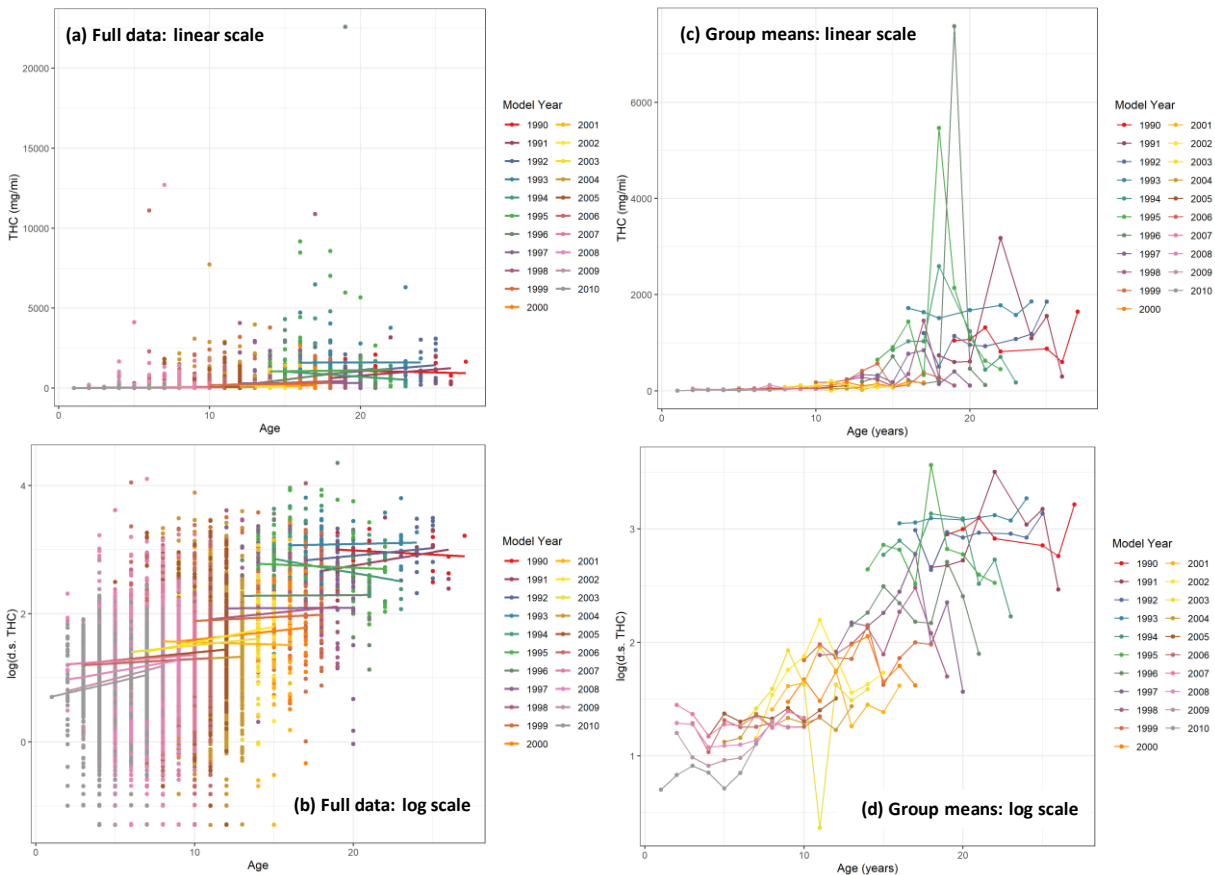 (a) Full data: linear scale
THC (mg/mi)
20000
15000
10000
5000
0
0 10 20
Age
Model Year
1990 2001
1991 2002
1992 2003
1993 2004
1994 2005
1995 2006
1996 2007
1997 2008
1998 2009
1999 2010
2000
(c) Group means: linear scale
THC (mg/mi)
6000
4000
2000
0
0 10 20
Age (years)
Model Year
1990 2001
1991 2002
1992 2003
1993 2004
1994 2005
1995 2006
1996 2007
1997 2008
1998 2009
1999 2010
2000
(b) Full data: log scale
log(d.s. THC)
4
2
0
0 10 20
Age
Model Year
1990 2001
1991 2002
1992 2003
1993 2004
1994 2005
1995 2006
1996 2007
1997 2008
1998 2009
1999 2010
2000
(d) Group means: log scale
log(d.s. THC)
3
2
1
0 10 20
Age (years)
Model Year
1990 2001
1991 2002
1992 2003
1993 2004
1994 2005
1995 2006
1996 2007
1997 2008
1998 2009
1999 2010
2000